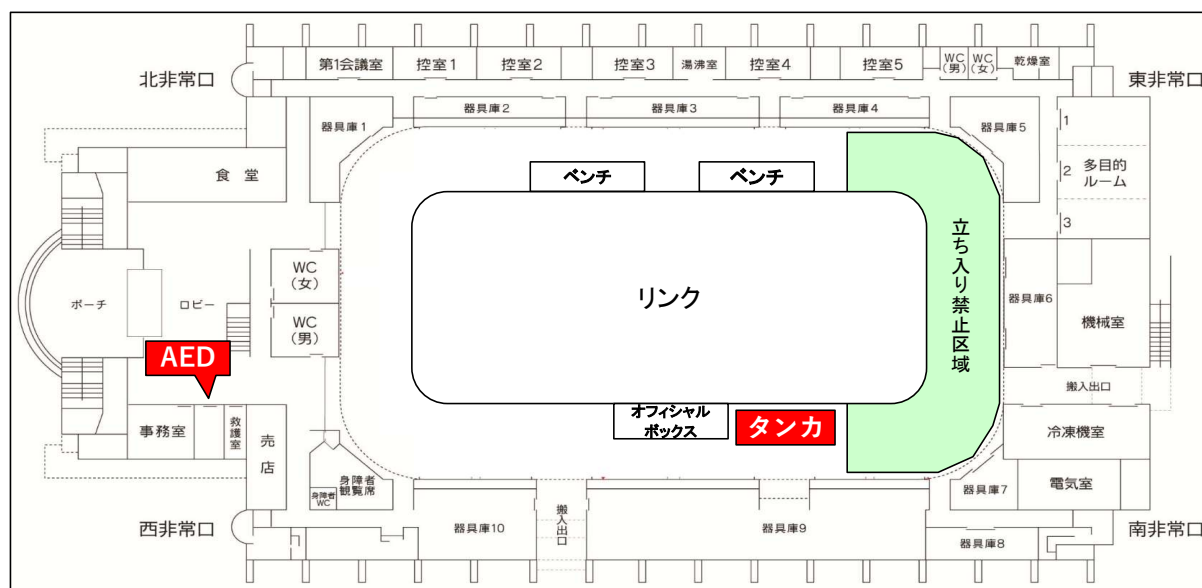 第1会議室
控室1
控室2
控室3
湯沸室
控室4
控室5
WC
(男)
WC
(女)
乾燥室
北非常口
東非常口
器具庫1
器具庫2
器具庫3
器具庫4
器具庫5
1
2
3
多目的
ルーム
食 堂
ベンチ
ベンチ
立ち入り禁止区域
リンク
WC
(女)
WC
(男)
ポーチ
ロビー
器具庫6
機械室
AED
搬入出口
事務室
救護室
売店
オフィシャル
ボックス
タンカ
冷凍機室
身障者
観覧席
身障者
WC
器具庫7
電気室
西非常口
器具庫10
搬入出口
器具庫9
器具庫8
南非常口